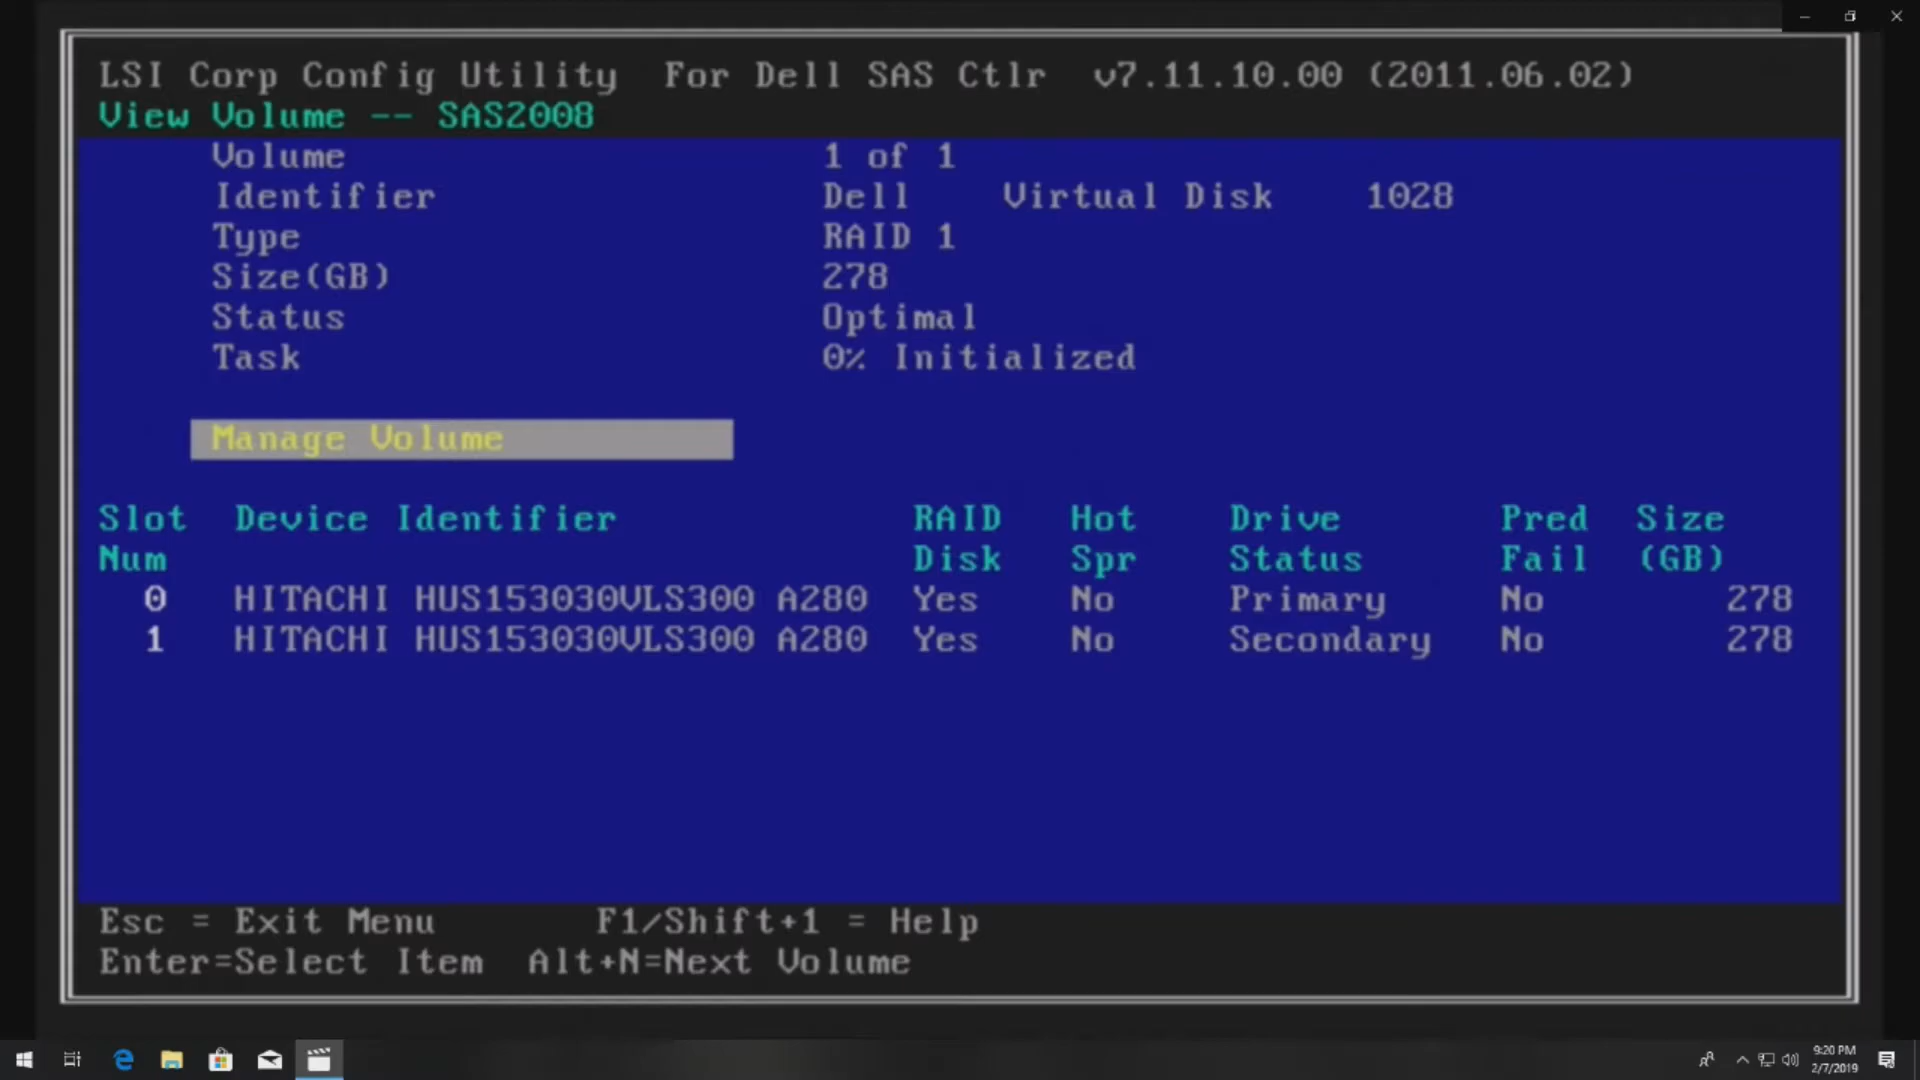 LSI Corp Config Utility For Dell SAS Ctlr v7.11.10.00 (2011.06.02)
View Volume -- SAS2008
Volume 1 of 1
Identifier Dell Virtual Disk 1028
Type RAID 1
Size(GB) 278
Status Optimal
Task 0% Initialized
Manage Volume
Slot Device Identifier RAID Hot Drive Pred Size
Num Disk Spr Status Fail (GB)
0 HITACHI HUS153030VLS300 A280 Yes No Primary No 278
1 HITACHI HUS153030VLS300 A280 Yes No Secondary No 278
Esc = Exit Menu F1/Shift+1 = Help
Enter=Select Item Alt+N=Next Volume
9:20 PM
2/7/2019